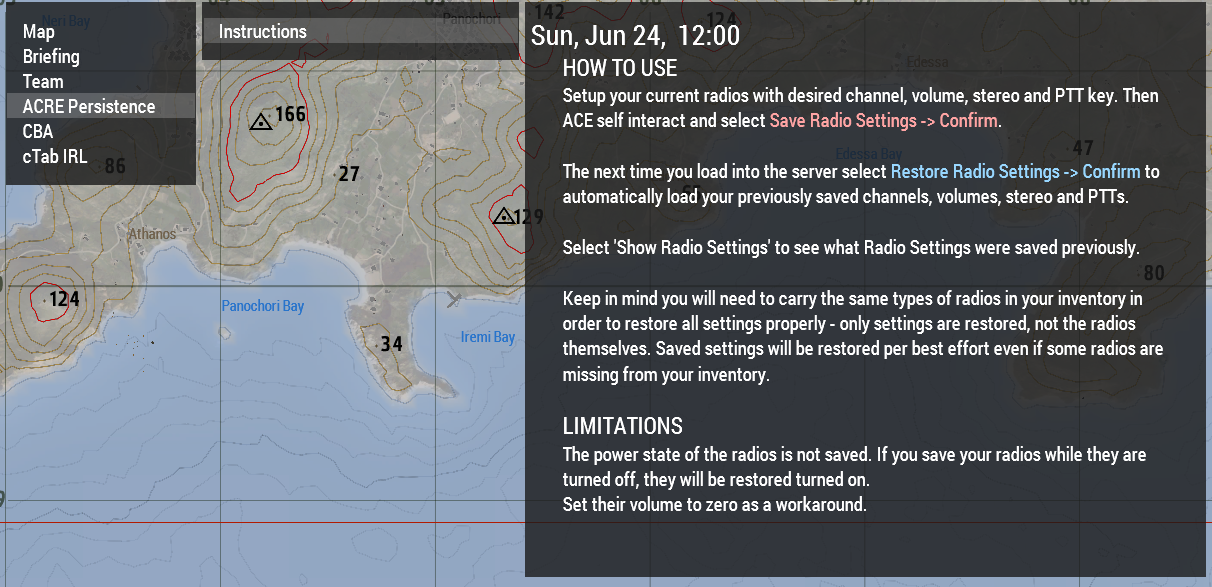 Neri Bay
Map
Briefing
Team
ACRE Persistence
CBA
cTab IRL
86
Instructions
Panochori
142
124
Sun, Jun 24, 12:00
HOW TO USE
Edessa
Setup your current radios with desired channel, volume, stereo and PTT key. Then
ACE self interact and select Save Radio Settings -> Confirm.
Edessa Bay
47
The next time you load into the server select Restore Radio Settings -> Confirm to
automatically load your previously saved channels, volumes, stereo and PTTs.
Select 'Show Radio Settings' to see what Radio Settings were saved previously.
80
Keep in mind you will need to carry the same types of radios in your inventory in
order to restore all settings properly - only settings are restored, not the radios
themselves. Saved settings will be restored per best effort even if some radios are
missing from your inventory.
LIMITATIONS
The power state of the radios is not saved. If you save your radios while they are
turned off, they will be restored turned on.
Set their volume to zero as a workaround.
166
27
129
Athanos
124
Panochori Bay
34
Iremi Bay